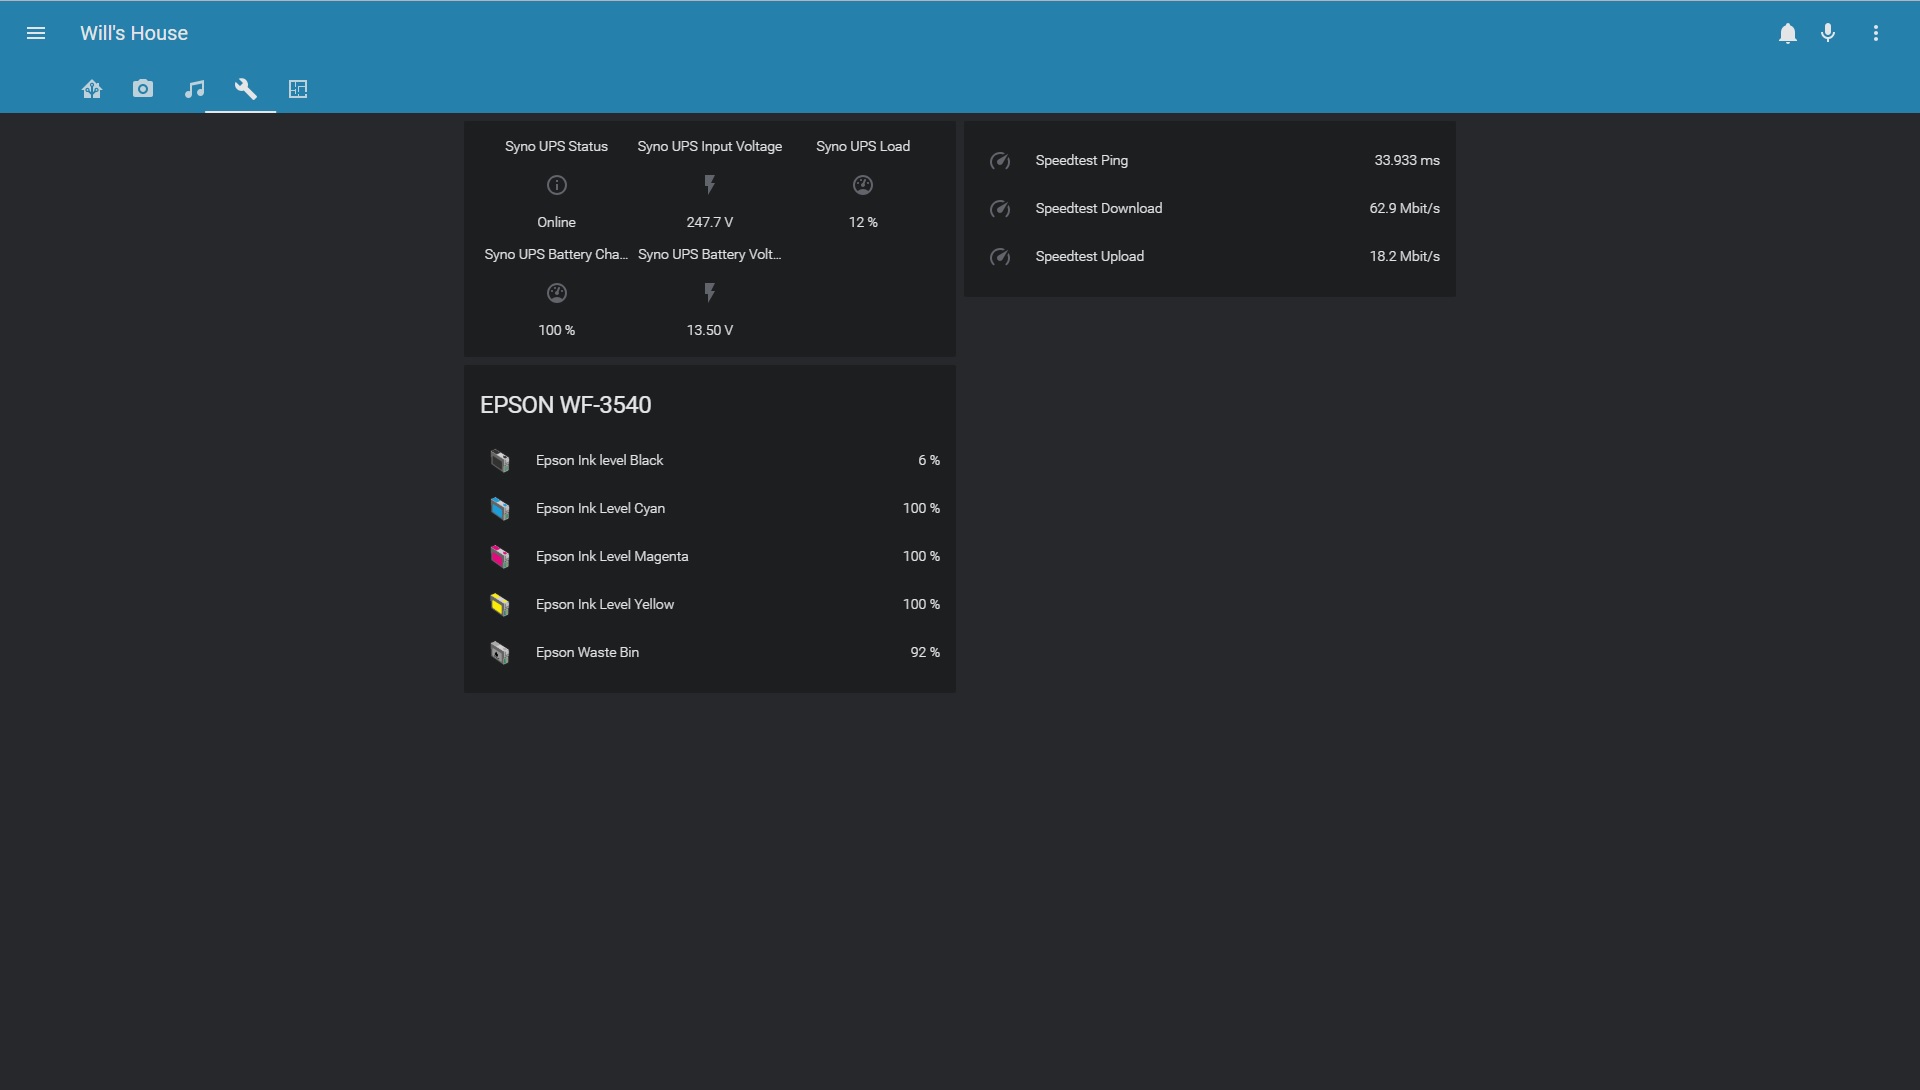 Will's House
Syno UPS Status
Syno UPS Input Voltage
Syno UPS Load
Online
247.7 V
12 %
Syno UPS Battery Cha...
Syno UPS Battery Volt...
100 %
13.50 V
EPSON WF-3540
Epson Ink level Black 6 %
Epson Ink Level Cyan 100 %
Epson Ink Level Magenta 100 %
Epson Ink Level Yellow 100 %
Epson Waste Bin 92 %
Speedtest Ping 33.933 ms
Speedtest Download 62.9 Mbit/s
Speedtest Upload 18.2 Mbit/s